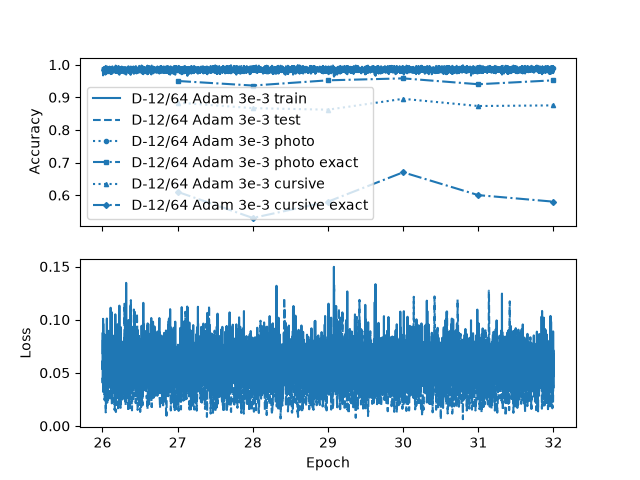 1.0
0.9
0.8
0.7
0.6
Accuracy
D-12/64 Adam 3e-3 train
D-12/64 Adam 3e-3 test
D-12/64 Adam 3e-3 photo
D-12/64 Adam 3e-3 photo exact
D-12/64 Adam 3e-3 cursive
D-12/64 Adam 3e-3 cursive exact
0.15
0.10
0.05
0.00
Loss
26 27 28 29 30 31 32
Epoch